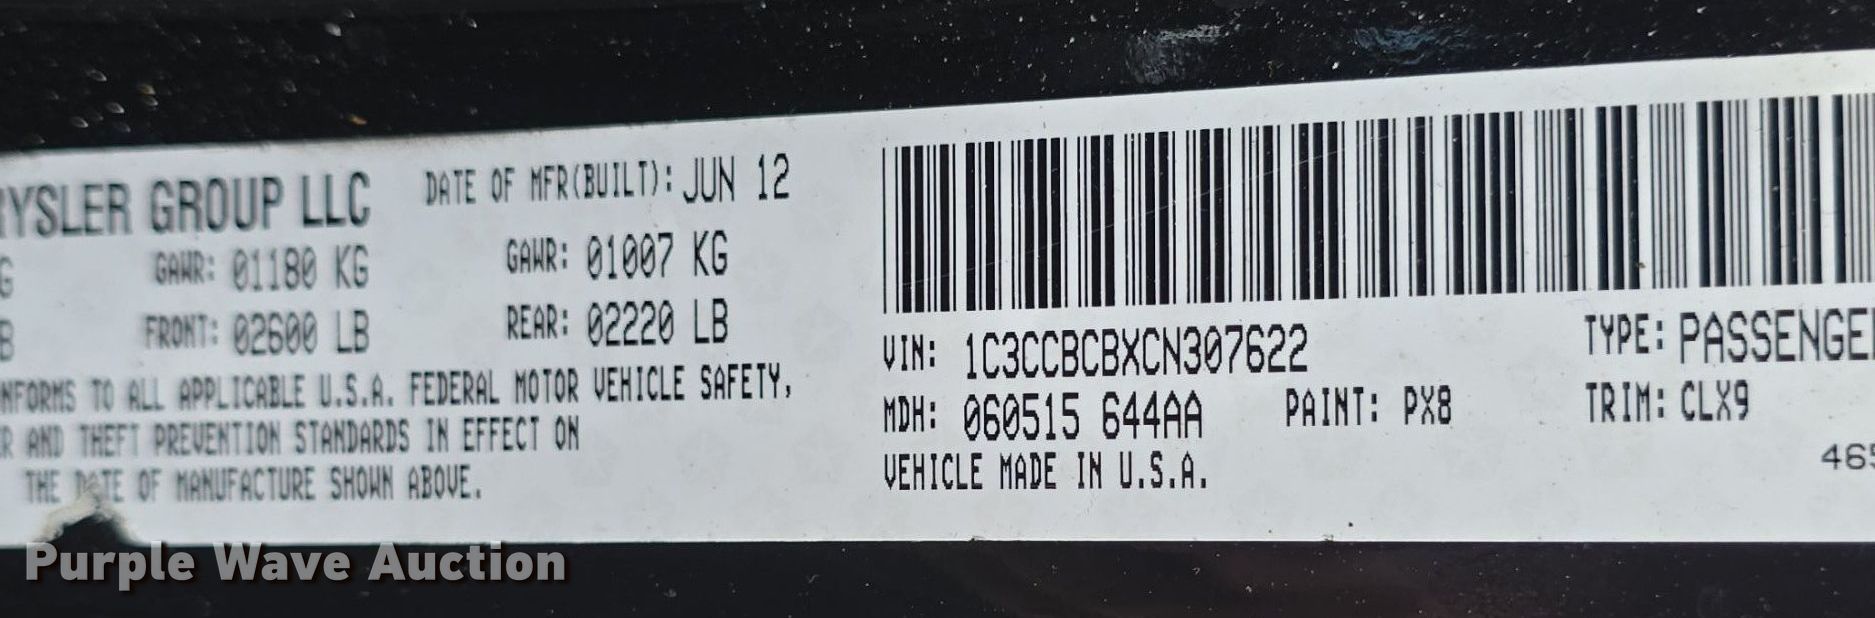 RYSLER GROUP LLC DATE OF MFR(BUILT): JUN 12
G GAWR: 01180 KG GAWR: 01007 KG
B FRONT: 02600 LB REAR: 02220 LB
NFORMS TO ALL APPLICABLE U.S.A. FEDERAL MOTOR VEHICLE SAFETY,
R AND THEFT PREVENTION STANDARDS IN EFFECT ON
THE DATE OF MANUFACTURE SHOWN ABOVE.
VIN: 1C3CCBCBXCN307622 TYPE: PASSENGE
MDH: 060515 644AA PAINT: PX8 TRIM: CLX9
VEHICLE MADE IN U.S.A. 465
Purple Wave Auction